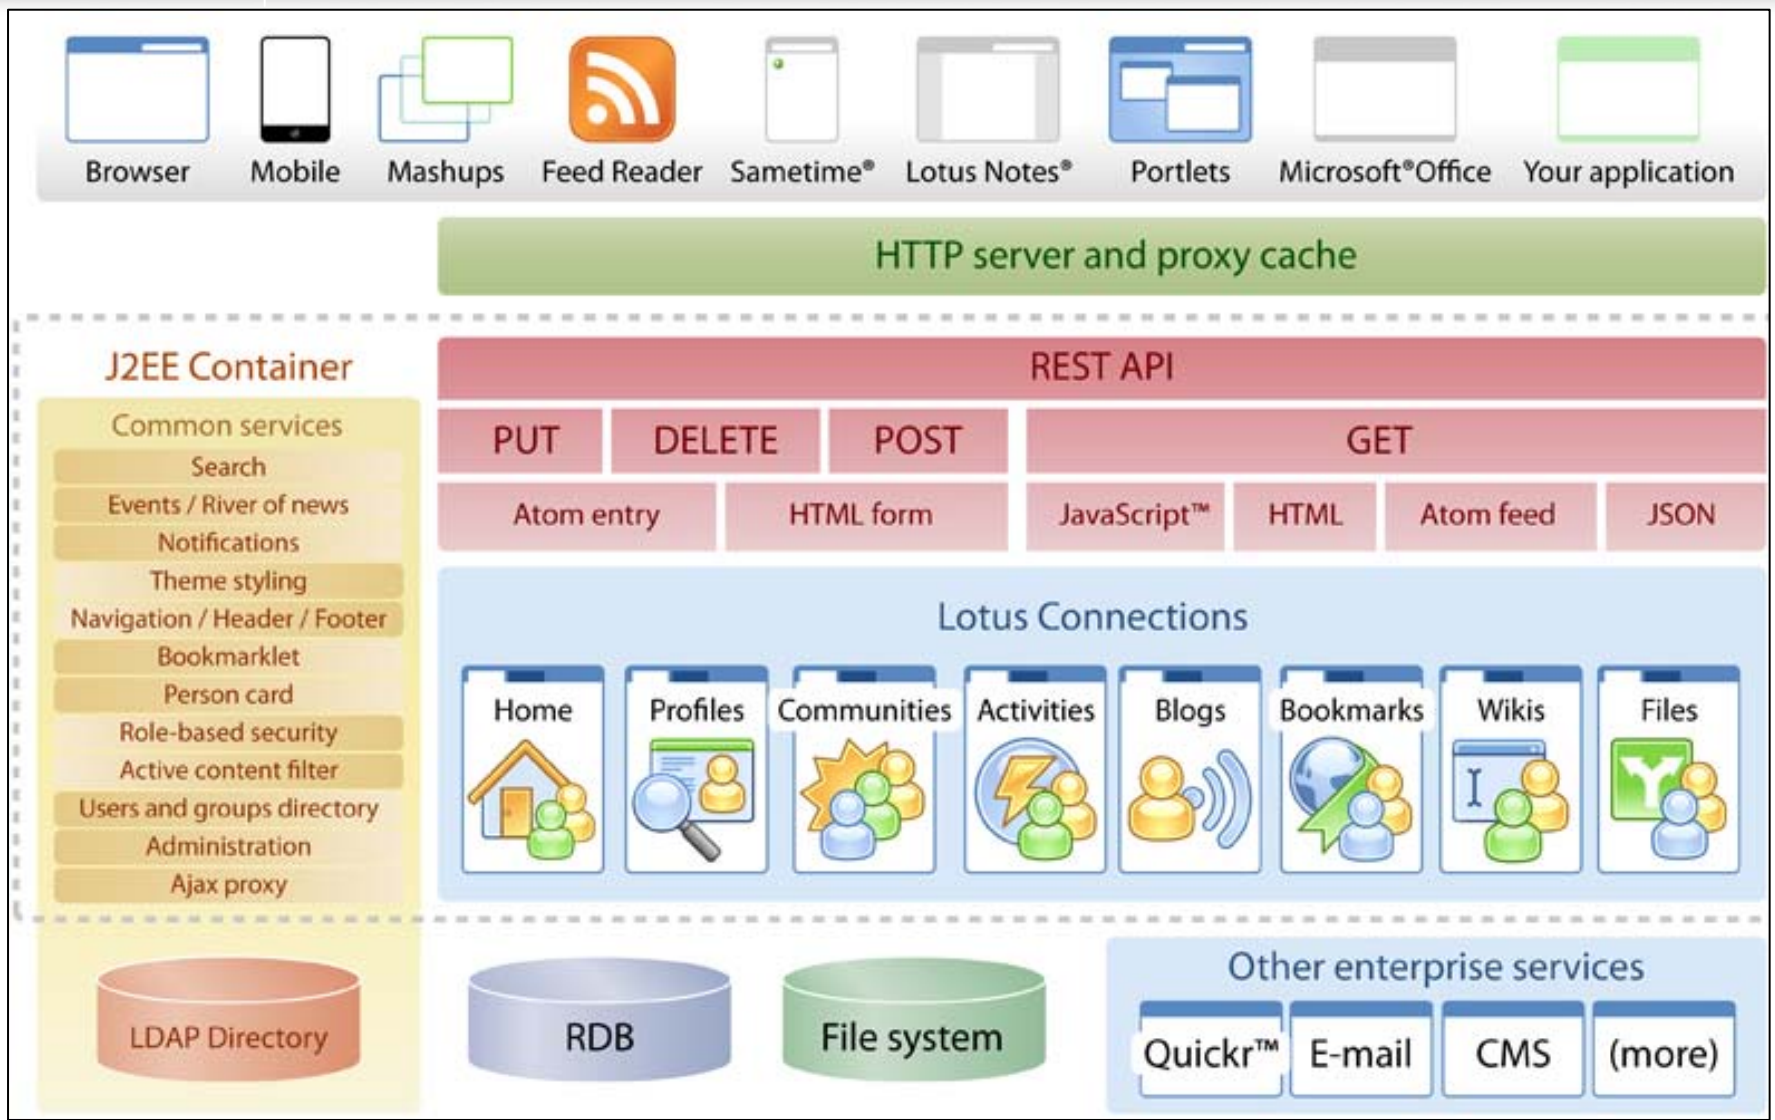 Browser
Mobile
Mashups
Feed Reader
Sametime®
Lotus Notes®
Portlets
Microsoft®Office
Your application
HTTP server and proxy cache
J2EE Container
Common services
Search
Events / River of news
Notifications
Theme styling
Navigation / Header / Footer
Bookmarklet
Person card
Role-based security
Active content filter
Users and groups directory
Administration
Ajax proxy
REST API
PUT
DELETE
POST
GET
Atom entry
HTML form
JavaScript™
HTML
Atom feed
JSON
Lotus Connections
Home
Profiles
Communities
Activities
Blogs
Bookmarks
Wikis
Files
LDAP Directory
RDB
File system
Other enterprise services
Quickr™
E-mail
CMS
(more)